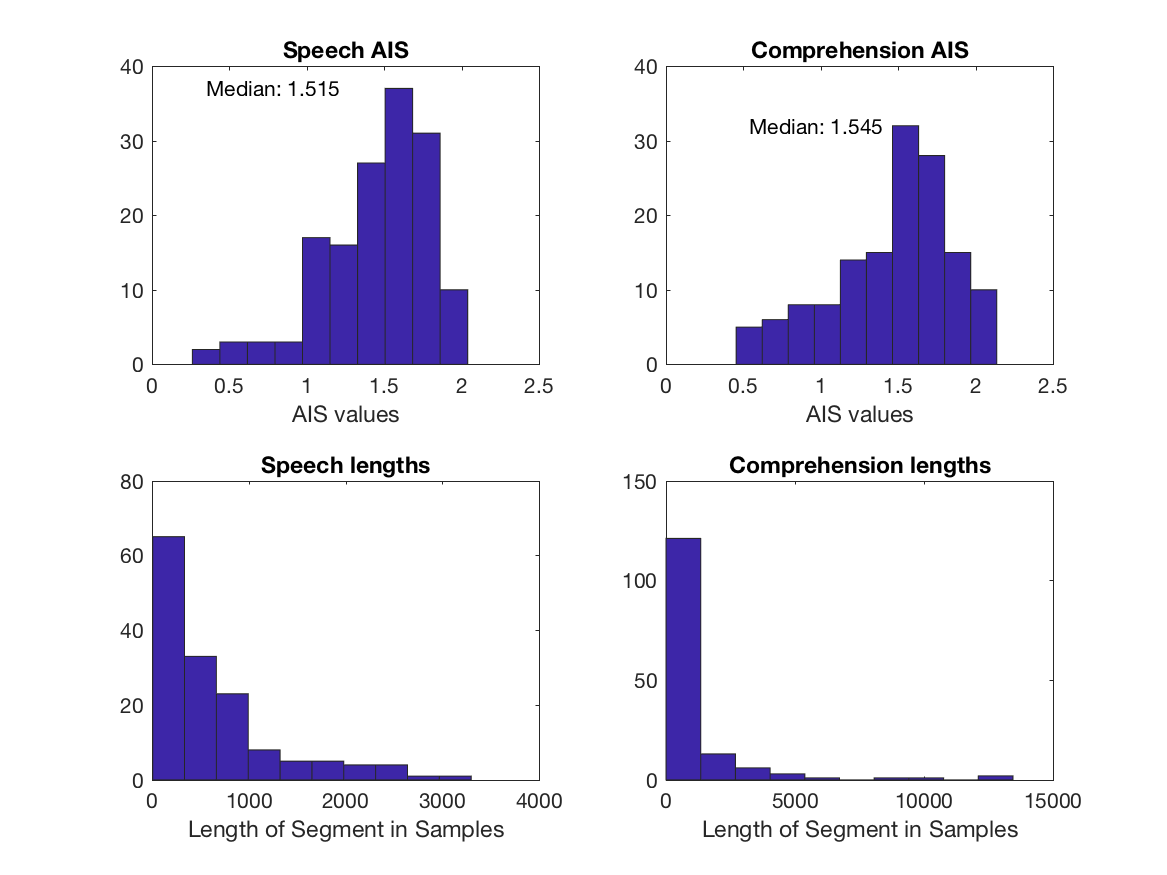 Speech AIS
40
30
20
10
0
Median: 1.515
0 0.5 1 1.5 2 2.5
AIS values
Comprehension AIS
40
30
20
10
0
Median: 1.545
0 0.5 1 1.5 2 2.5
AIS values
Speech lengths
80
60
40
20
0
0 1000 2000 3000 4000
Length of Segment in Samples
Comprehension lengths
150
100
50
0
0 5000 10000 15000
Length of Segment in Samples